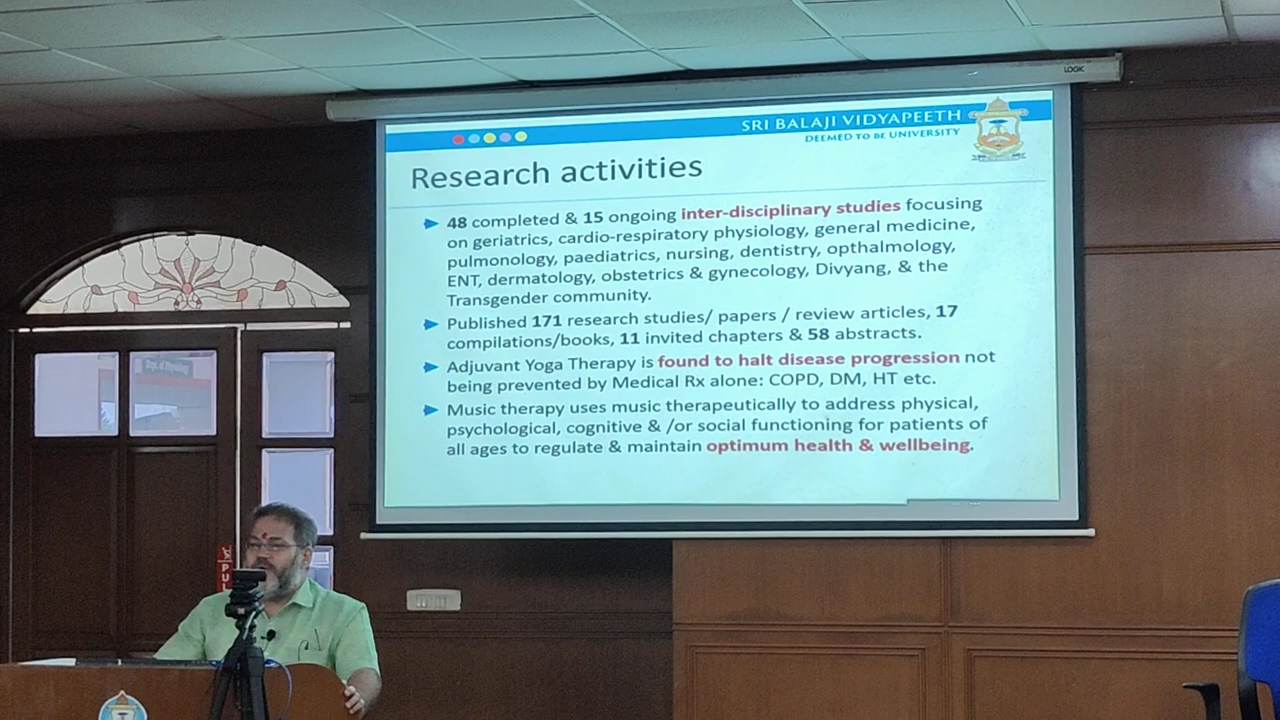 LOGIC
SRI BALAJI VIDYAPEETH
DEEMED TO BE UNIVERSITY
Research activities
48 completed & 15 ongoing inter-disciplinary studies focusing
on geriatrics, cardio-respiratory physiology, general medicine,
pulmonology, paediatrics, nursing, dentistry, opthalmology,
ENT, dermatology, obstetrics & gynecology, Divyang, & the
Transgender community.
Published 171 research studies/ papers / review articles, 17
compilations/books, 11 invited chapters & 58 abstracts.
Adjuvant Yoga Therapy is found to halt disease progression not
being prevented by Medical Rx alone: COPD, DM, HT etc.
Music therapy uses music therapeutically to address physical,
psychological, cognitive & /or social functioning for patients of
all ages to regulate & maintain optimum health & wellbeing.
PUL